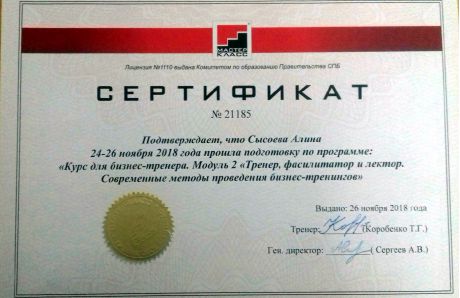 МАСТЕР
КЛАСС
Лицензия №1110 выдана Комитетом по образованию Правительства СПБ
СЕРТИФИКАТ
№ 21185
Подтверждает, что Сысоева Алина
24-26 ноября 2018 года прошла подготовку по программе:
«Курс для бизнес-тренера. Модуль 2 «Тренер, фасилитатор и лектор.
Современные методы проведения бизнес-тренингов»
Выдано: 26 ноября 2018 года
Тренер: (Коробенко Т.Г.)
Ген. директор: (Сергеев А.В.)